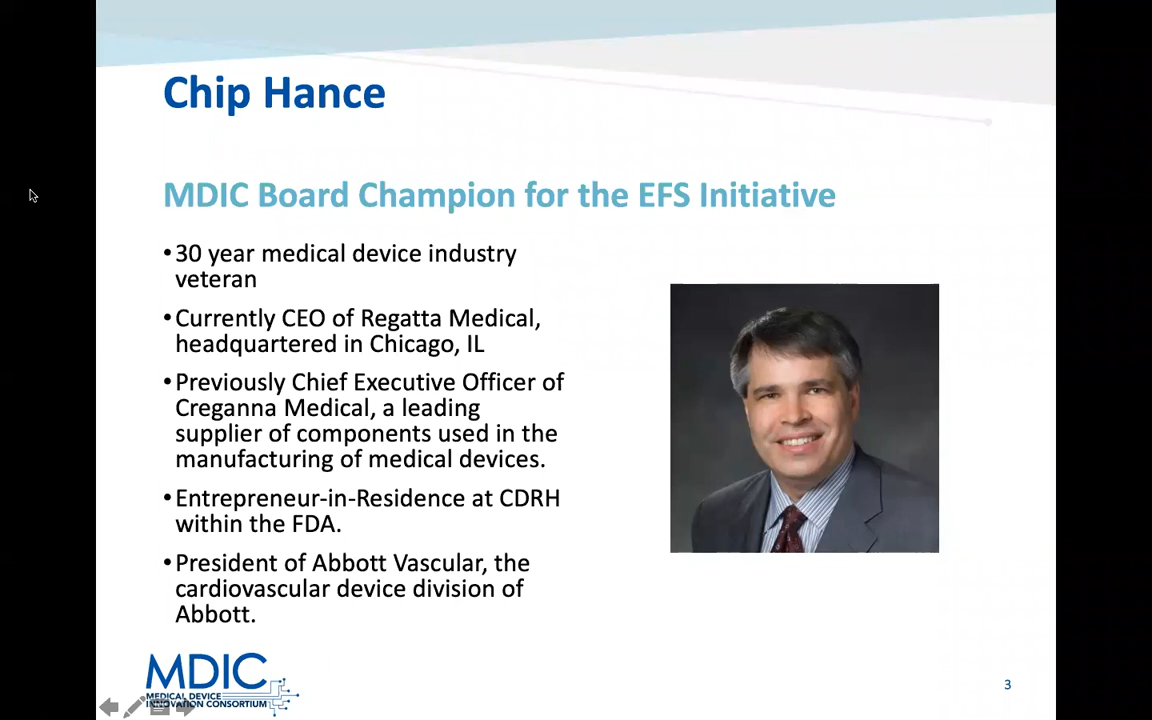 Chip Hance
MDIC Board Champion for the EFS Initiative
•30 year medical device industry
veteran
•Currently CEO of Regatta Medical,
headquartered in Chicago, IL
•Previously Chief Executive Officer of
Creganna Medical, a leading
supplier of components used in the
manufacturing of medical devices.
•Entrepreneur-in-Residence at CDRH
within the FDA.
•President of Abbott Vascular, the
cardiovascular device division of
Abbott.
MDIC
MEDICAL DEVICE
INNOVATION CONSORTIUM
3